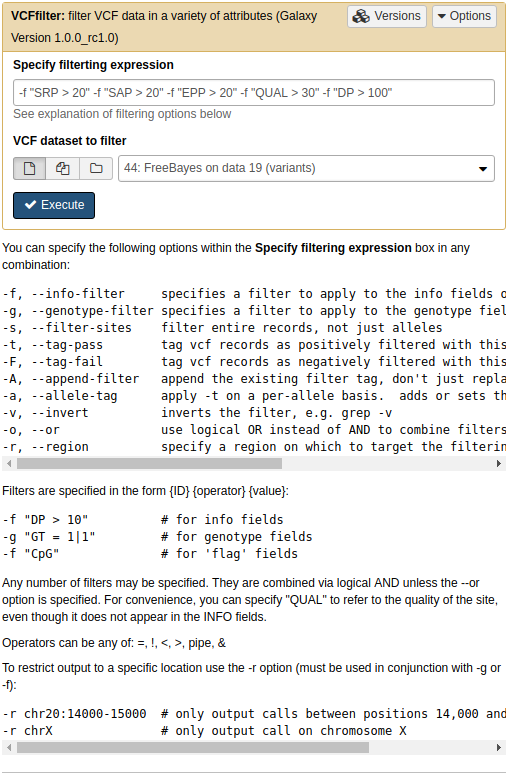 VCFfilter: filter VCF data in a variety of attributes (Galaxy Version 1.0.0_rc1.0)
Versions
Options
Specify filterting expression
-f "SRP > 20" -f "SAP > 20" -f "EPP > 20" -f "QUAL > 30" -f "DP > 100"
See explanation of filtering options below
VCF dataset to filter
44: FreeBayes on data 19 (variants)
Execute
You can specify the following options within the Specify filtering expression box in any
combination:
-f, --info-filter     specifies a filter to apply to the info fields
-g, --genotype-filter specifies a filter to apply to the genotype
-s, --filter-sites    filter entire records, not just alleles
-t, --tag-pass        tag vcf records as positively filtered with this
-F, --tag-fail        tag vcf records as negatively filtered with this
-A, --append-filter   append the existing filter tag, don't just
-a, --allele-tag      apply -t on a per-allele basis.  adds or sets
-v, --invert          inverts the filter, e.g. grep -v
-o, --or              use logical OR instead of AND to combine filters
-r, --region          specify a region on which to target the
Filters are specified in the form {ID} {operator} {value}:
-f "DP > 10"          # for info fields
-g "GT = 1|1"         # for genotype fields
-f "CpG"              # for 'flag' fields
Any number of filters may be specified. They are combined via logical AND unless the --or
option is specified. For convenience, you can specify "QUAL" to refer to the quality of the site,
even though it does not appear in the INFO fields.
Operators can be any of: =, !, <, >, pipe, &
To restrict output to a specific location use the -r option (must be used in conjunction with -g or
-f):
-r chr20:14000-15000  # only output calls between positions 14,000 and
-r chrX               # only output call on chromosome X